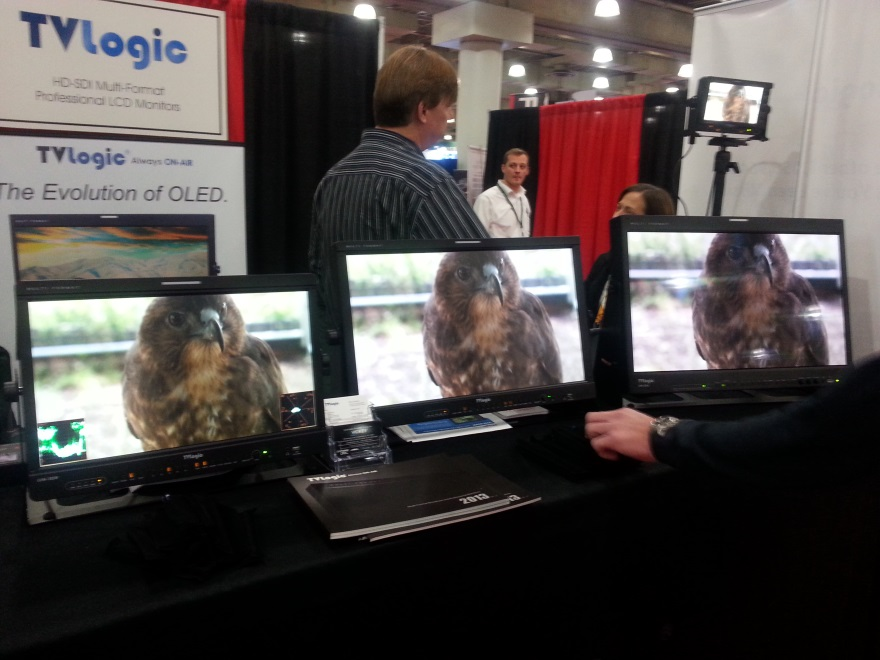 TVLogic
HD-SDI Multi-Format
Professional LCD Monitors
TVLogic Always ON-AIR
The Evolution of OLED.
TVLogic
TVLogic
TVLogic
TVLogic
2013